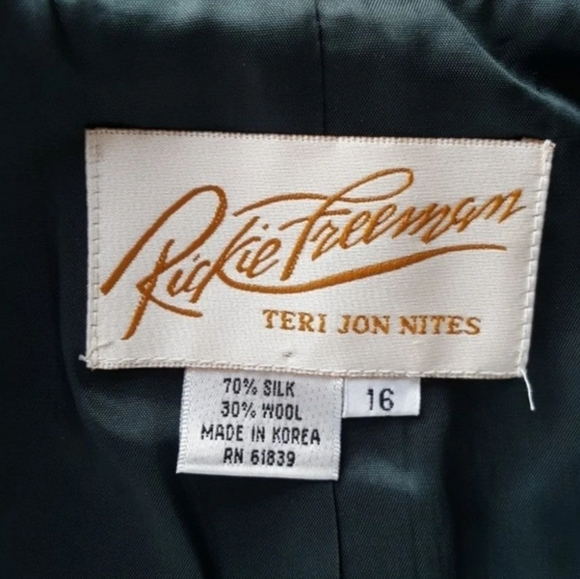 Rickie Freeman
TERI JON NITES
70% SILK
30% WOOL
MADE IN KOREA
RN 61839
16